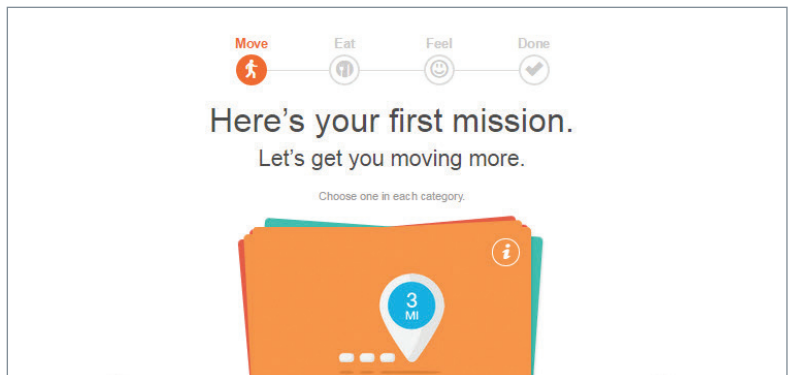 Move Eat Feel Done
Here's your first mission.
Let's get you moving more.
Choose one in each category.
i
3
MI